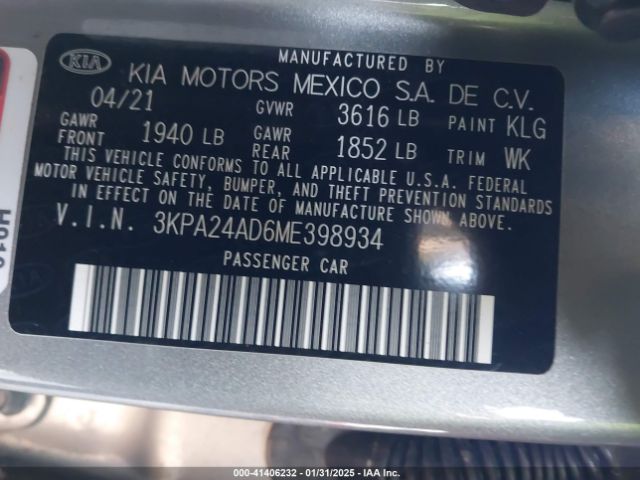 KIA
MANUFACTURED BY
KIA MOTORS MEXICO S.A. DE C.V.
04/21 GVWR 3616 LB PAINT KLG
GAWR FRONT 1940 LB GAWR REAR 1852 LB TRIM WK
THIS VEHICLE CONFORMS TO ALL APPLICABLE U.S.A. FEDERAL
MOTOR VEHICLE SAFETY, BUMPER, AND THEFT PREVENTION STANDARDS
IN EFFECT ON THE DATE OF MANUFACTURE SHOWN ABOVE.
V.I.N. 3KPA24AD6ME398934
PASSENGER CAR
000-41406232 - 01/31/2025 - IAA Inc.